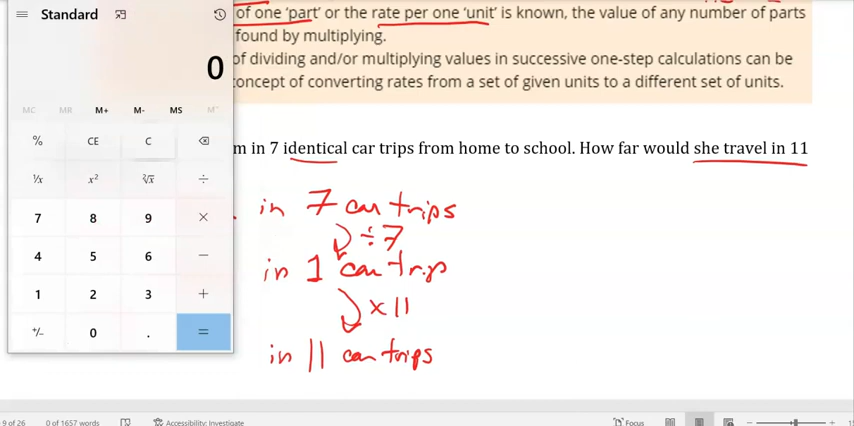 Standard
of one 'part' or the rate per one 'unit' is known, the value of any number of parts
0
found by multiplying.
of dividing and/or multiplying values in successive one-step calculations can be
concept of converting rates from a set of given units to a different set of units.
MC MR M+ M- MS M˅
% CE C ⌫
m in 7 identical car trips from home to school. How far would she travel in 11
¹/x x² ²√x ÷
7 8 9 ×
in 7 car trips
÷7
4 5 6 −
in 1 car trip
1 2 3 +
x 11
+/- 0 . =
in 11 car trips
9 of 26 0 of 1657 words Accessibility: Investigate Focus − +